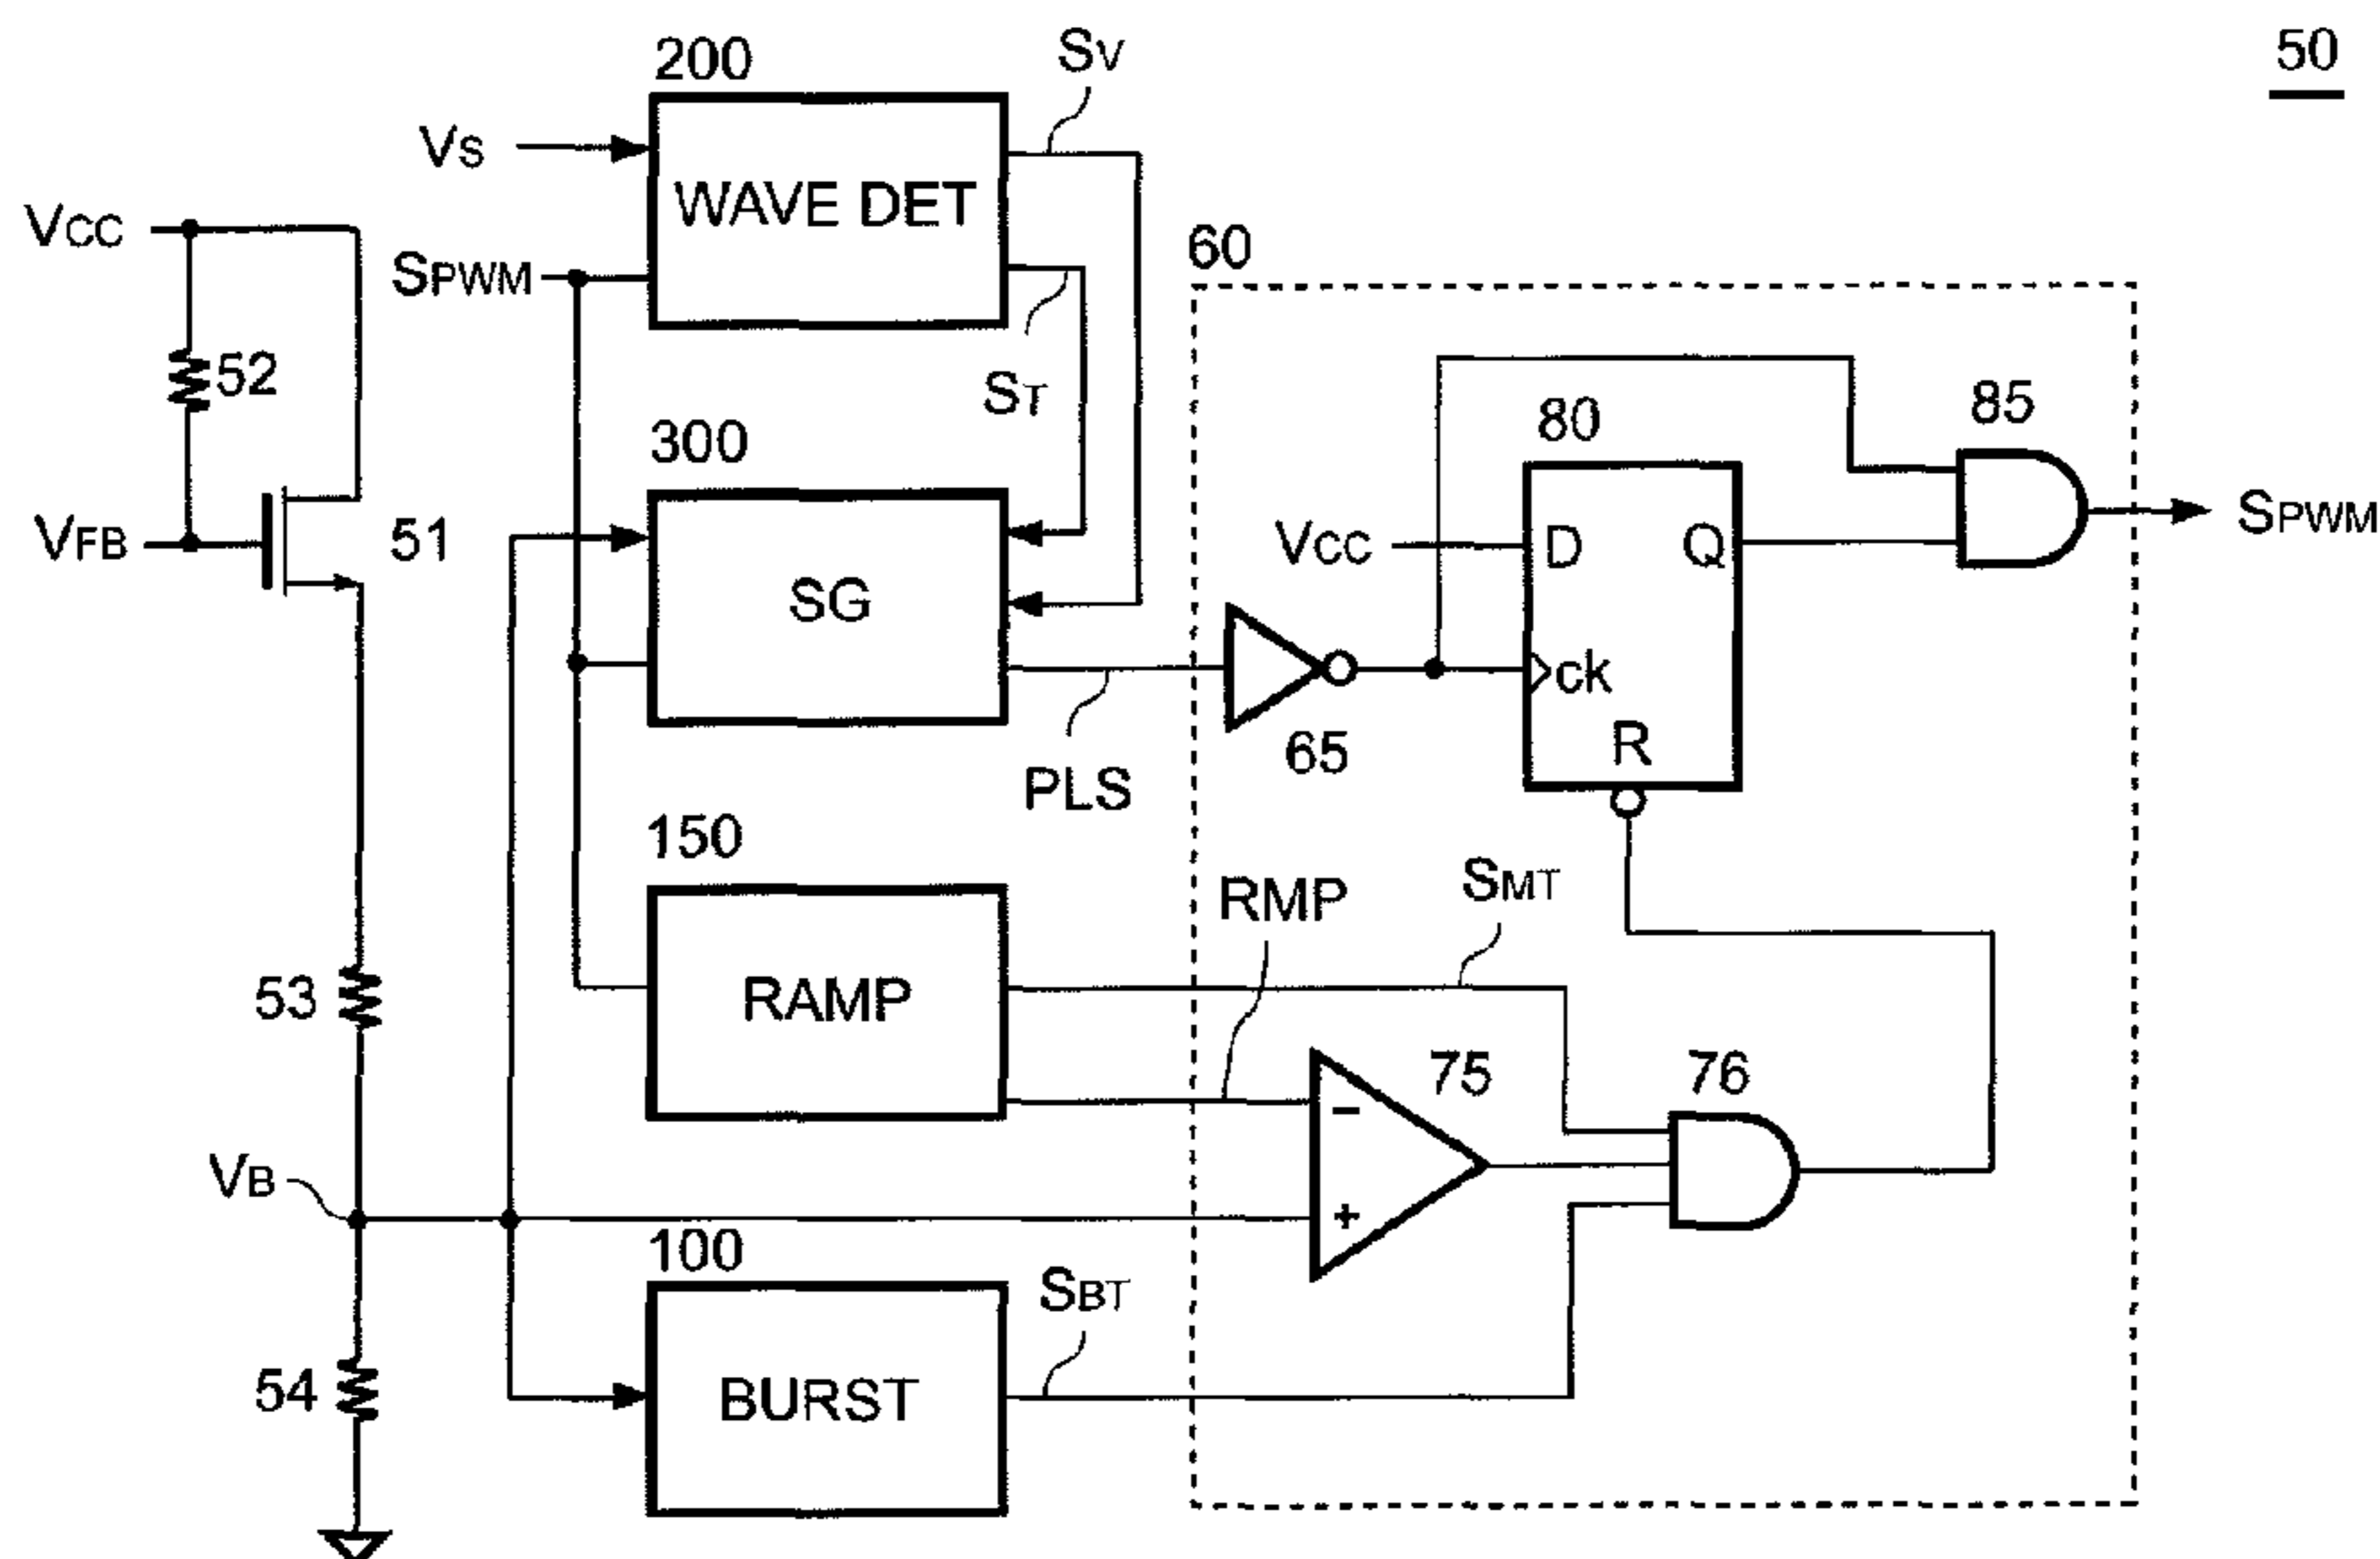 50
200
SV
VS
WAVE DET
VCC
SPWM
60
52
ST
300
80
85
VFB
51
SG
VCC
D
Q
SPWM
ck
R
65
PLS
150
RMP
SMT
53
RAMP
75
76
−
VB
+
100
SBT
54
BURST